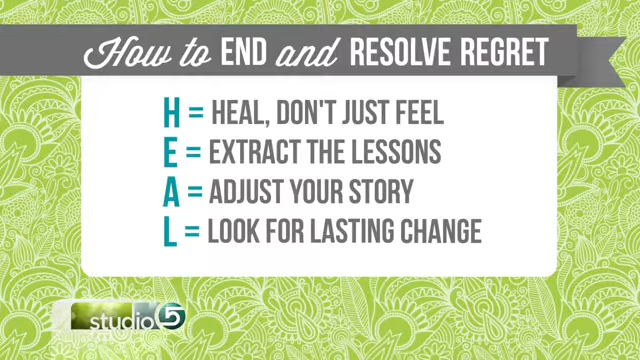 How to END and RESOLVE REGRET
H = HEAL, DON'T JUST FEEL
E = EXTRACT THE LESSONS
A = ADJUST YOUR STORY
L = LOOK FOR LASTING CHANGE
studio 5